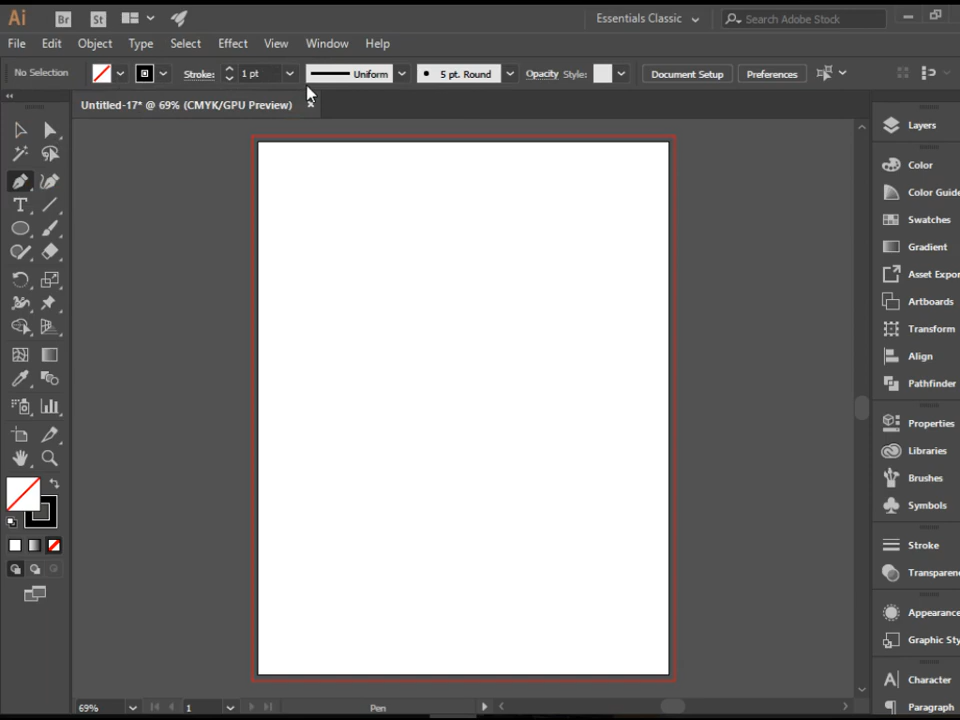 Ai Br St Essentials Classic Search Adobe Stock
File Edit Object Type Select Effect View Window Help
No Selection Stroke: 1 pt Uniform 5 pt. Round Opacity Style: Document Setup Preferences
Untitled-17* @ 69% (CMYK/GPU Preview) ×
Layers
Color
Color Guide
Swatches
Gradient
Asset Expor
Artboards
Transform
Align
Pathfinder
Properties
Libraries
Brushes
Symbols
Stroke
Transparen
Appearance
Graphic Sty
Character
Paragraph
69% 1 Pen